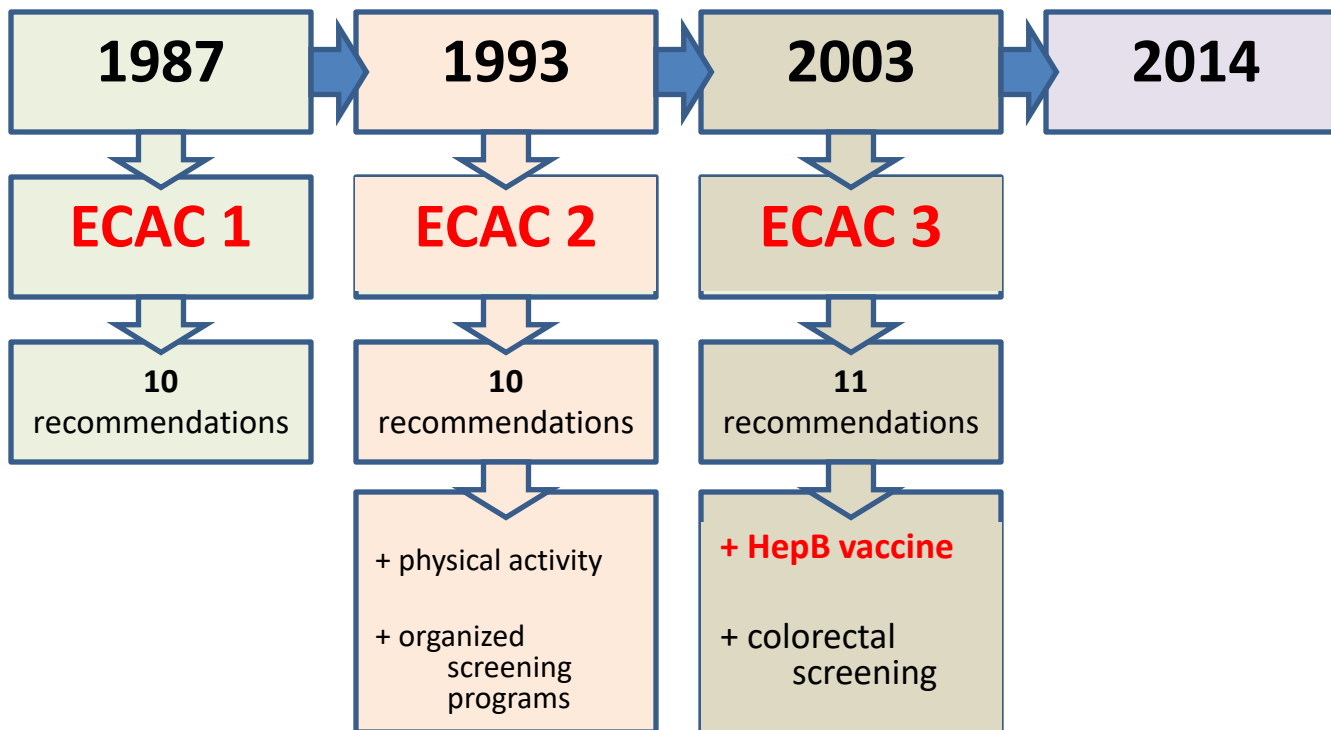 1987
1993
2003
2014
ECAC 1
ECAC 2
ECAC 3
10
recommendations
10
recommendations
11
recommendations
+ physical activity
+ organized
screening
programs
+ HepB vaccine
+ colorectal
screening